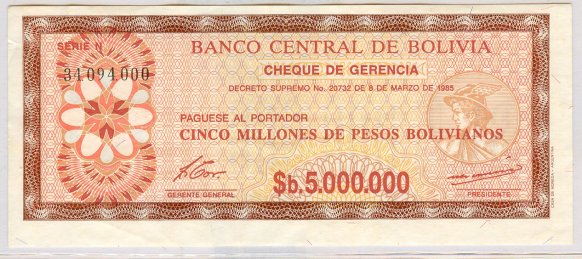 SERIE N
34094000
BANCO CENTRAL DE BOLIVIA
CHEQUE DE GERENCIA
DECRETO SUPREMO No. 20732 DE 8 DE MARZO DE 1985
PAGUESE AL PORTADOR
CINCO MILLONES DE PESOS BOLIVIANOS
GERENTE GENERAL
$b.5.000.000
PRESIDENTE